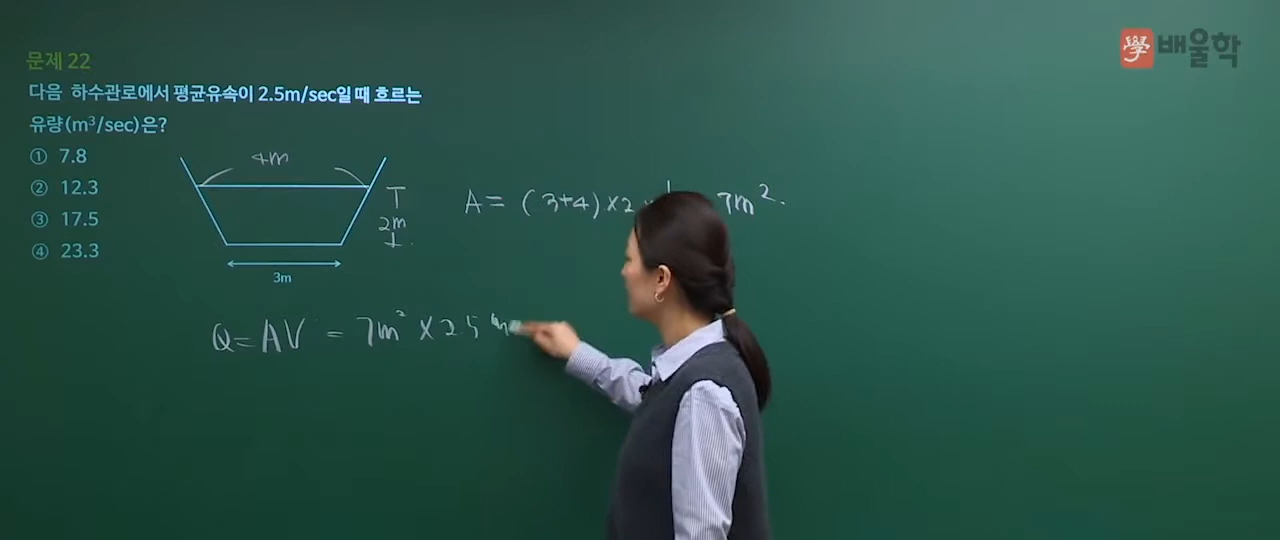 學 배울학
문제 22
다음 하수관로에서 평균유속이 2.5m/sec일 때 흐르는
유량(m³/sec)은?
① 7.8
② 12.3
③ 17.5
④ 23.3
4m
2m
3m
A = (3+4)×2 7m².
Q = AV = 7m² × 2.5 m